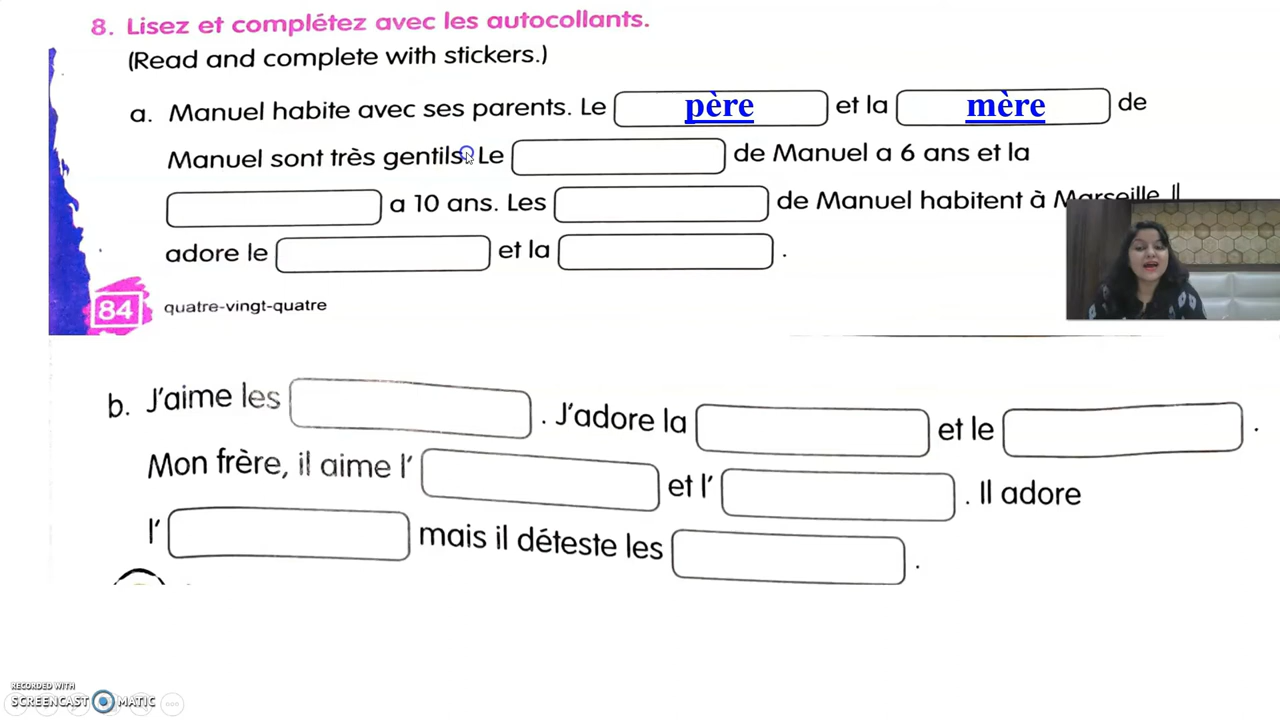 8. Lisez et complétez avec les autocollants.
(Read and complete with stickers.)
a. Manuel habite avec ses parents. Le père et la mère de
Manuel sont très gentils. Le de Manuel a 6 ans et la
a 10 ans. Les de Manuel habitent à Marseille. Il
adore le et la .
84 quatre-vingt-quatre
b. J'aime les . J'adore la et le .
Mon frère, il aime l' et l' . Il adore
l' mais il déteste les .
RECORDED WITH
SCREENCAST MATIC